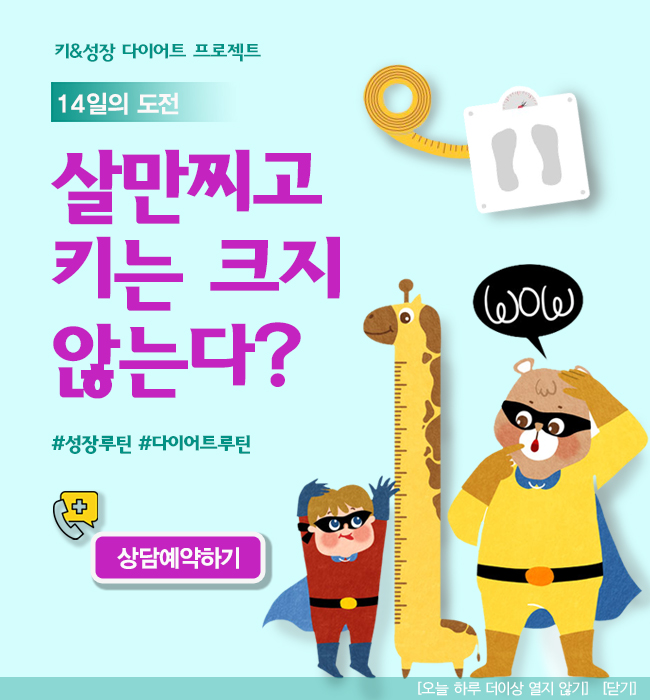 키&성장 다이어트 프로젝트
14일의 도전
살만찌고
키는 크지
않는다?
WOW
#성장루틴 #다이어트루틴
상담예약하기
[오늘 하루 더이상 열지 않기] [닫기]